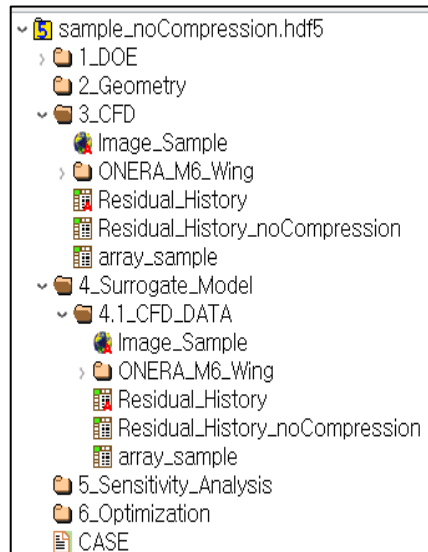 sample_noCompression.hdf5
1_DOE
2_Geometry
3_CFD
Image_Sample
ONERA_M6_Wing
Residual_History
Residual_History_noCompression
array_sample
4_Surrogate_Model
4.1_CFD_DATA
Image_Sample
ONERA_M6_Wing
Residual_History
Residual_History_noCompression
array_sample
5_Sensitivity_Analysis
6_Optimization
CASE